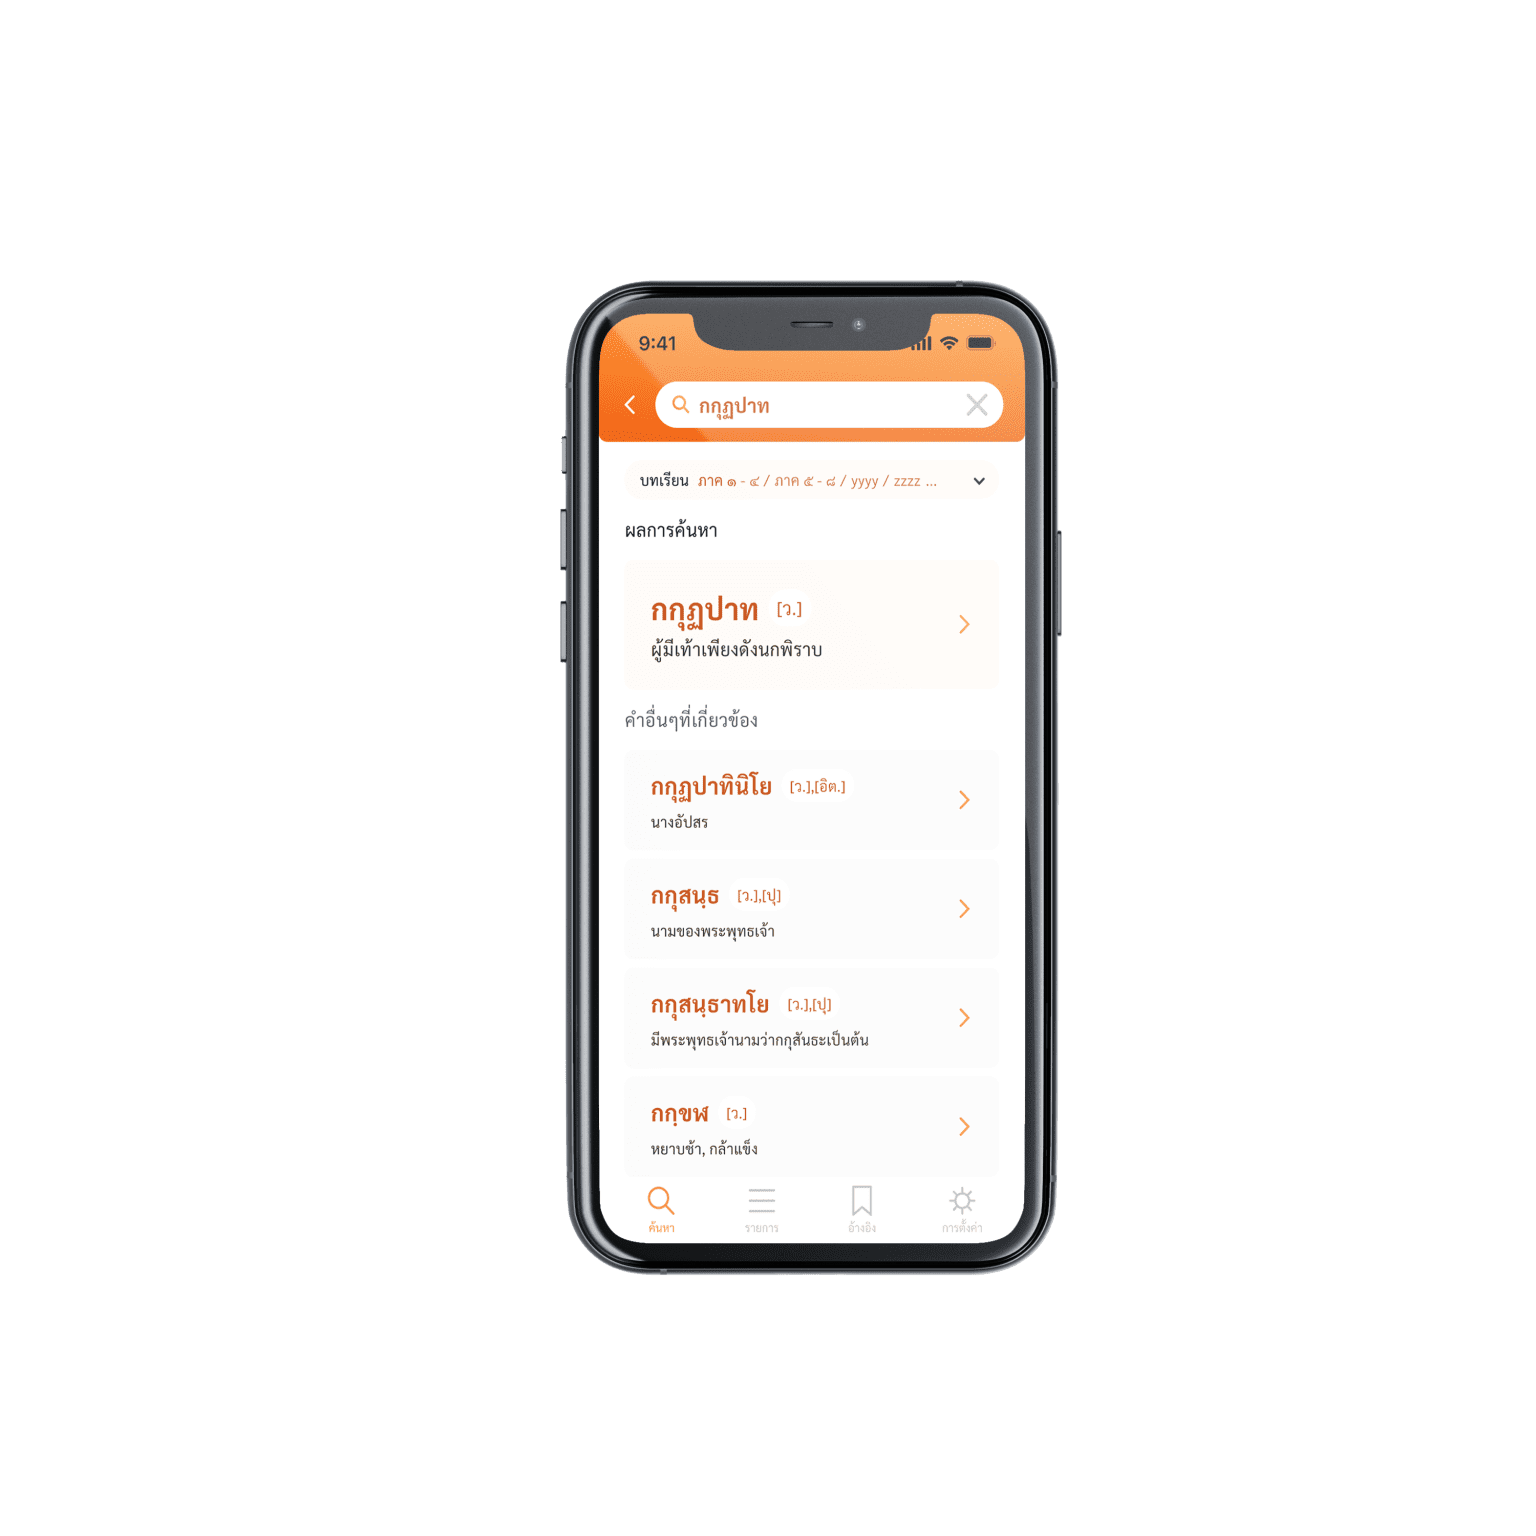 9:41
กกุฏปาท
บทเรียน ภาค ๑ - ๔ / ภาค ๕ - ๘ / yyyy / zzzz ...
ผลการค้นหา
กกุฏปาท [ว.]
ผู้มีเท้าเพียงดังนกพิราบ
คำอื่นๆที่เกี่ยวข้อง
กกุฏปาทินิโย [ว.],[อิต.]
นางอัปสร
กกุสนฺธ [ว.],[ปุ]
นามของพระพุทธเจ้า
กกุสนฺธาทโย [ว.],[ปุ]
มีพระพุทธเจ้านามว่ากกุสันธะเป็นต้น
กกฺขฬ [ว.]
หยาบช้า, กล้าแข็ง
ค้นหา รายการ อ้างอิง การตั้งค่า